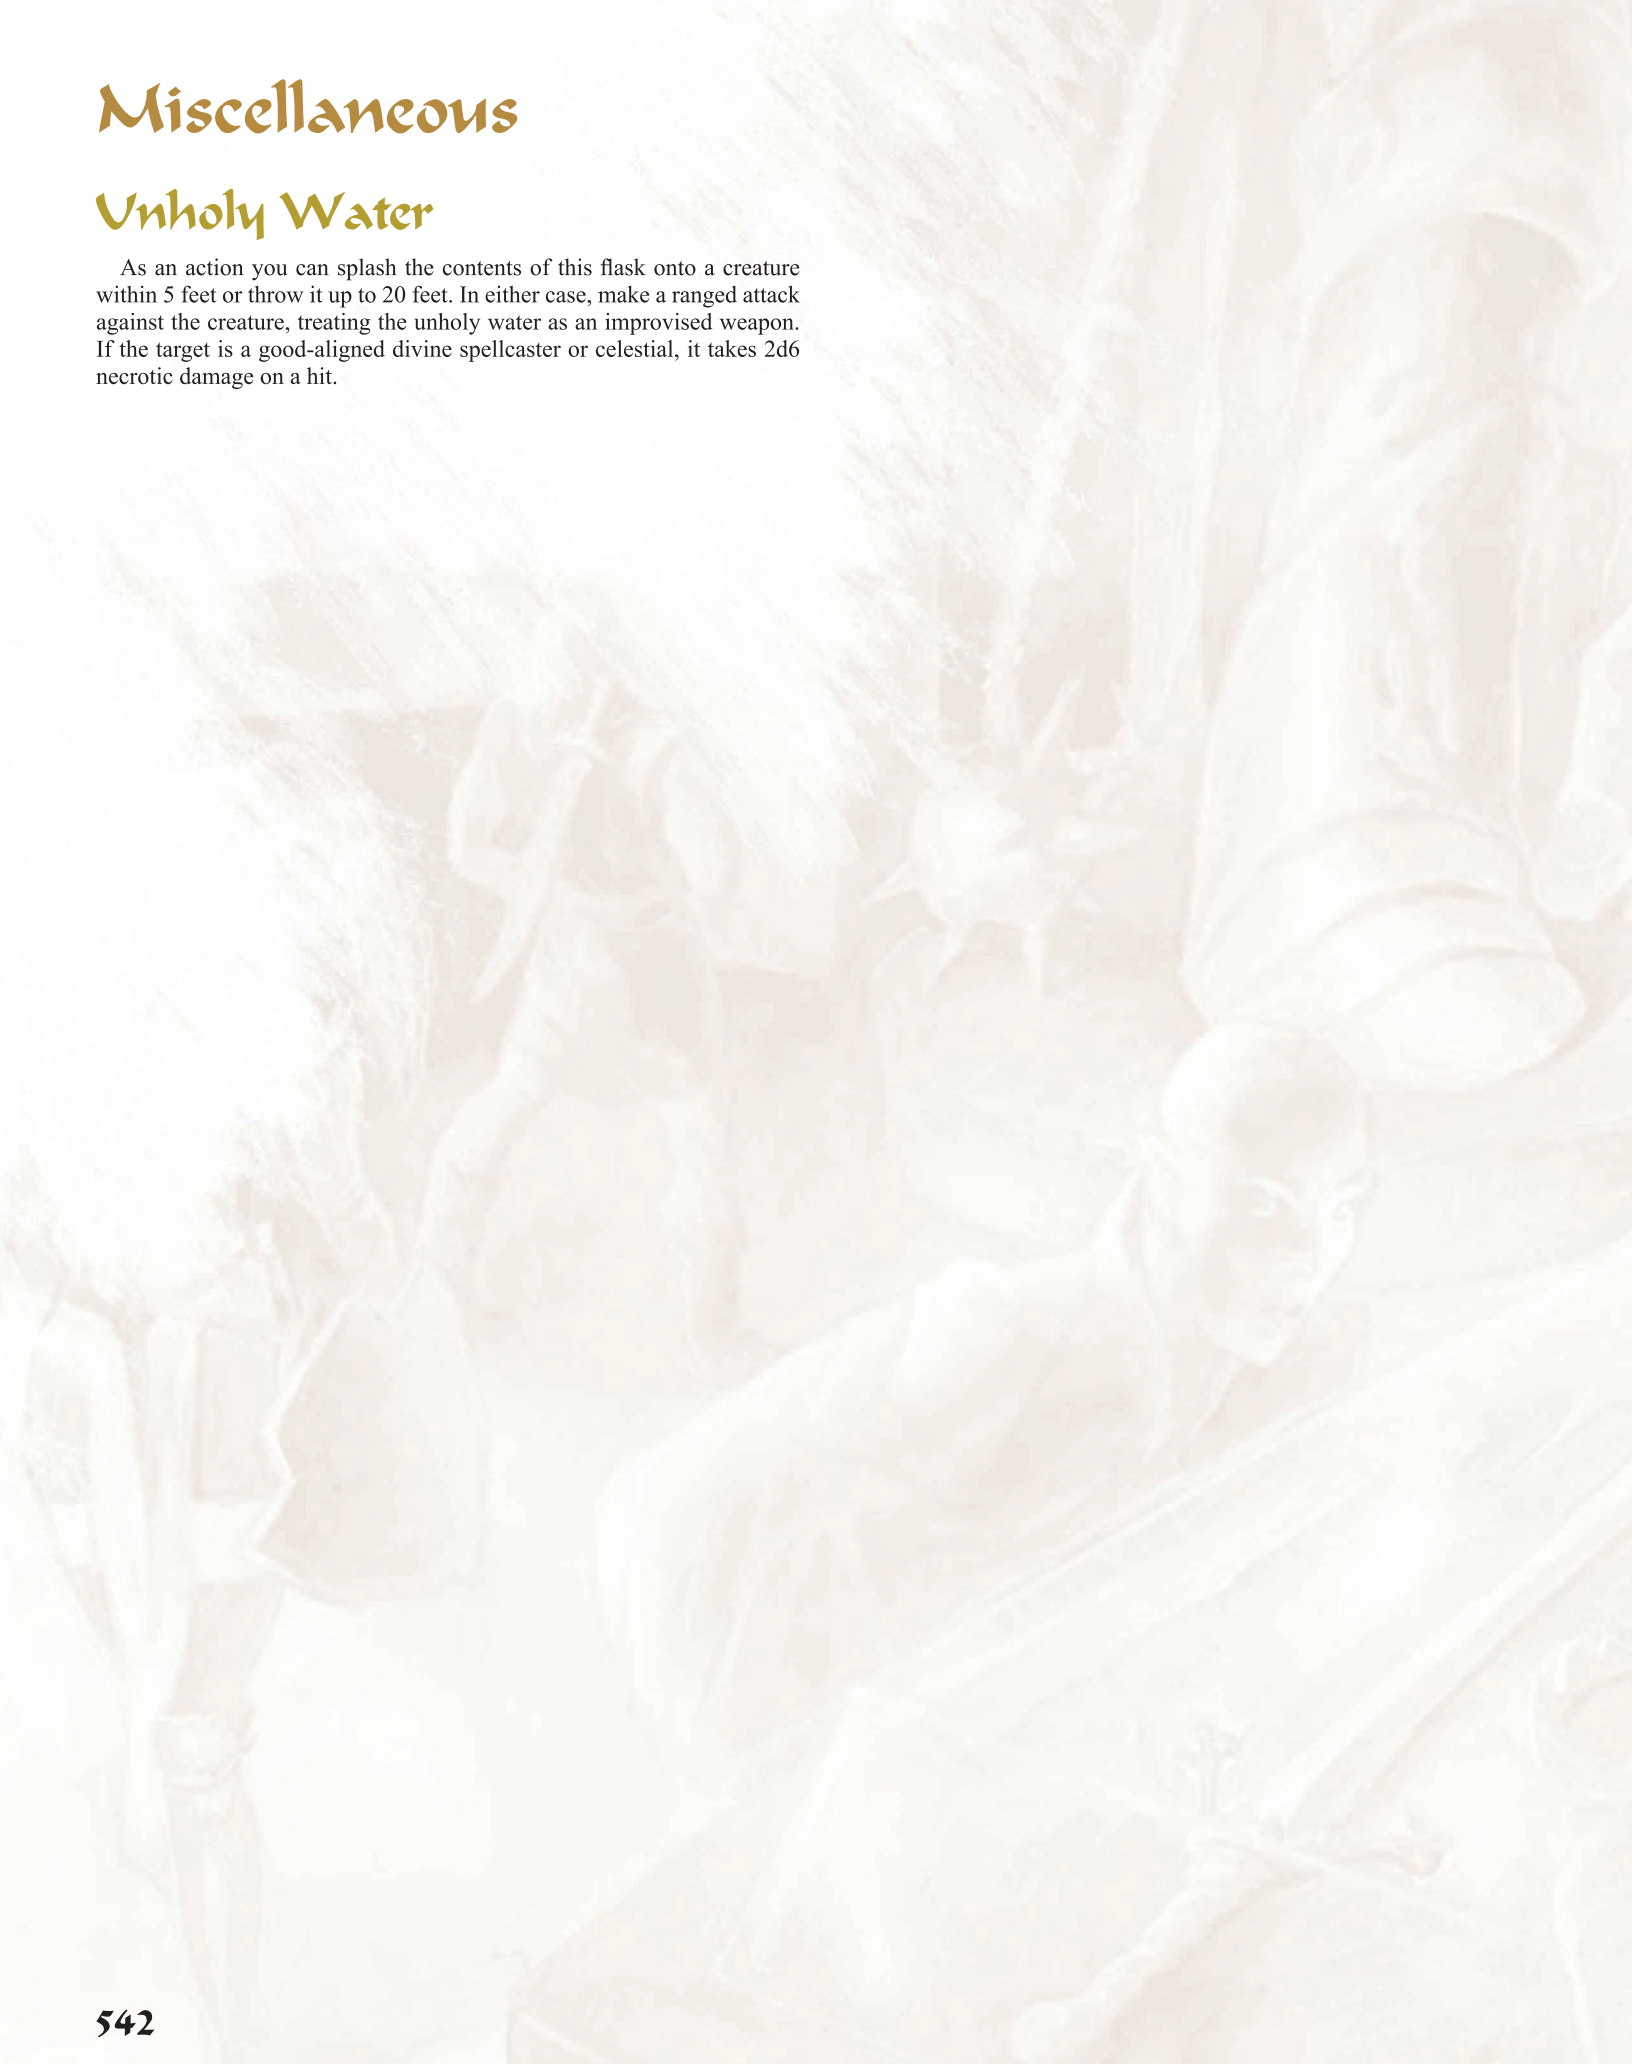 Miscellaneous
Unholy Water
As an action you can splash the contents of this flask onto a creature
within 5 feet or throw it up to 20 feet. In either case, make a ranged attack
against the creature, treating the unholy water as an improvised weapon.
If the target is a good-aligned divine spellcaster or celestial, it takes 2d6
necrotic damage on a hit.
542